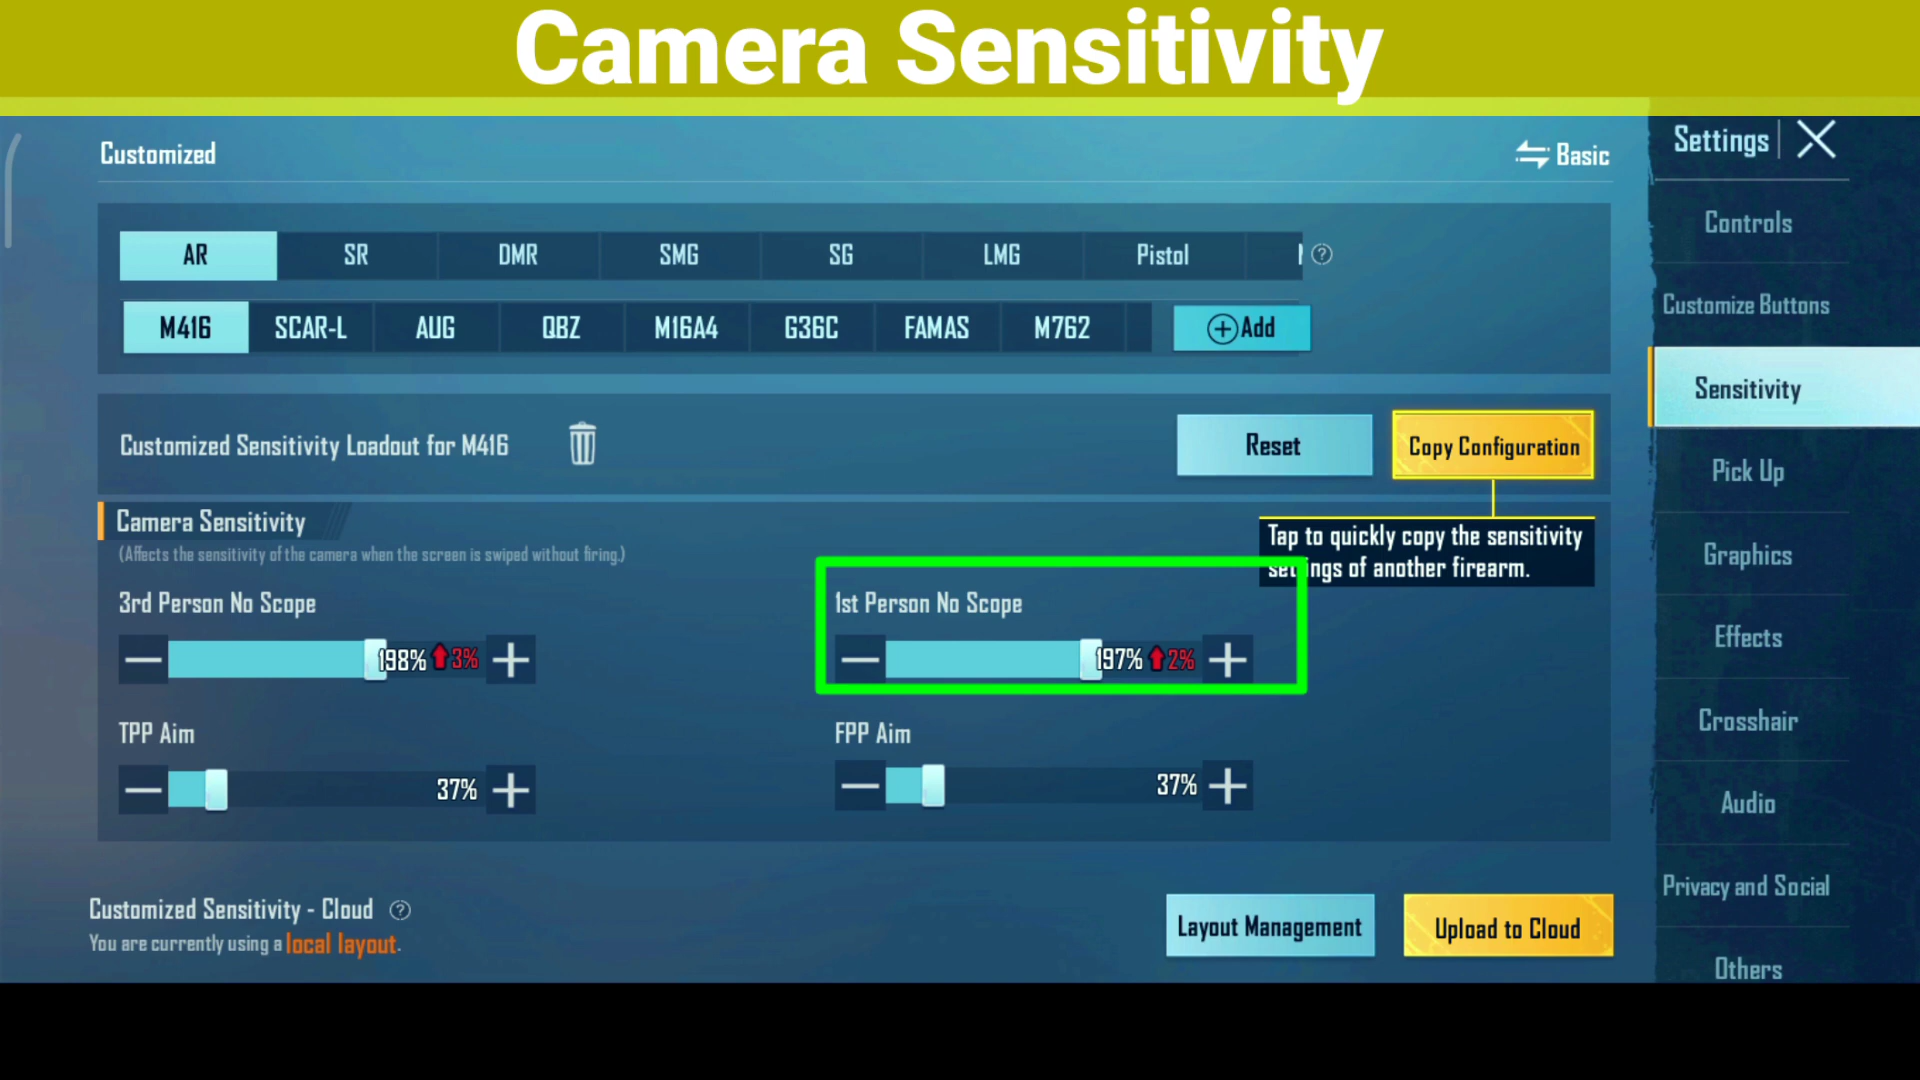 Camera Sensitivity
Customized
Basic
Settings
AR SR DMR SMG SG LMG Pistol
M416 SCAR-L AUG QBZ M16A4 G36C FAMAS M762 Add
Customized Sensitivity Loadout for M416
Reset
Copy Configuration
Tap to quickly copy the sensitivity
settings of another firearm.
Camera Sensitivity
(Affects the sensitivity of the camera when the screen is swiped without firing.)
3rd Person No Scope
198% 3%
1st Person No Scope
197% 2%
TPP Aim
37%
FPP Aim
37%
Customized Sensitivity - Cloud ?
You are currently using a local layout.
Layout Management
Upload to Cloud
Controls
Customize Buttons
Sensitivity
Pick Up
Graphics
Effects
Crosshair
Audio
Privacy and Social
Others